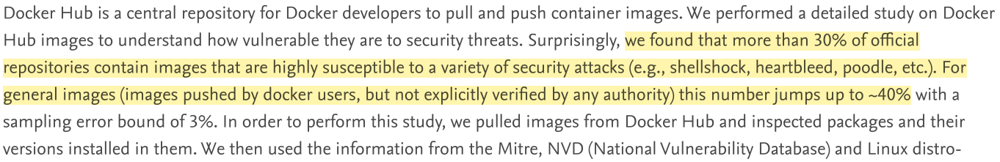 Docker Hub is a central repository for Docker developers to pull and push container images. We performed a detailed study on Docker
Hub images to understand how vulnerable they are to security threats. Surprisingly, we found that more than 30% of official
repositories contain images that are highly susceptible to a variety of security attacks (e.g., shellshock, heartbleed, poodle, etc.). For
general images (images pushed by docker users, but not explicitly verified by any authority) this number jumps up to ~40% with a
sampling error bound of 3%. In order to perform this study, we pulled images from Docker Hub and inspected packages and their
versions installed in them. We then used the information from the Mitre, NVD (National Vulnerability Database) and Linux distro-